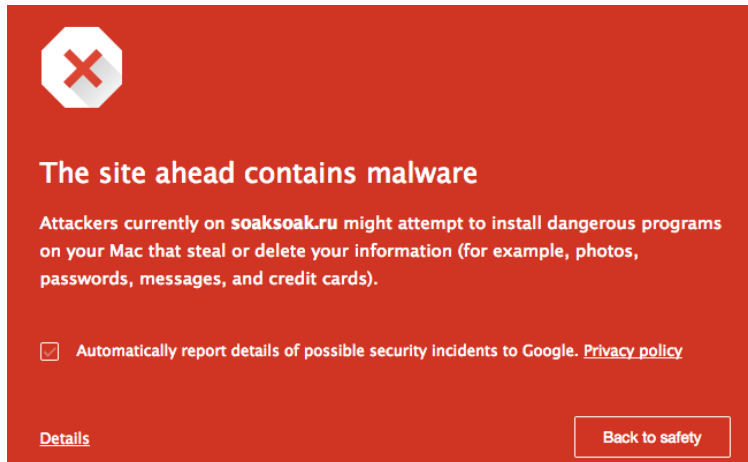 The site ahead contains malware
Attackers currently on soaksoak.ru might attempt to install dangerous programs
on your Mac that steal or delete your information (for example, photos,
passwords, messages, and credit cards).
Automatically report details of possible security incidents to Google. Privacy policy
Details
Back to safety